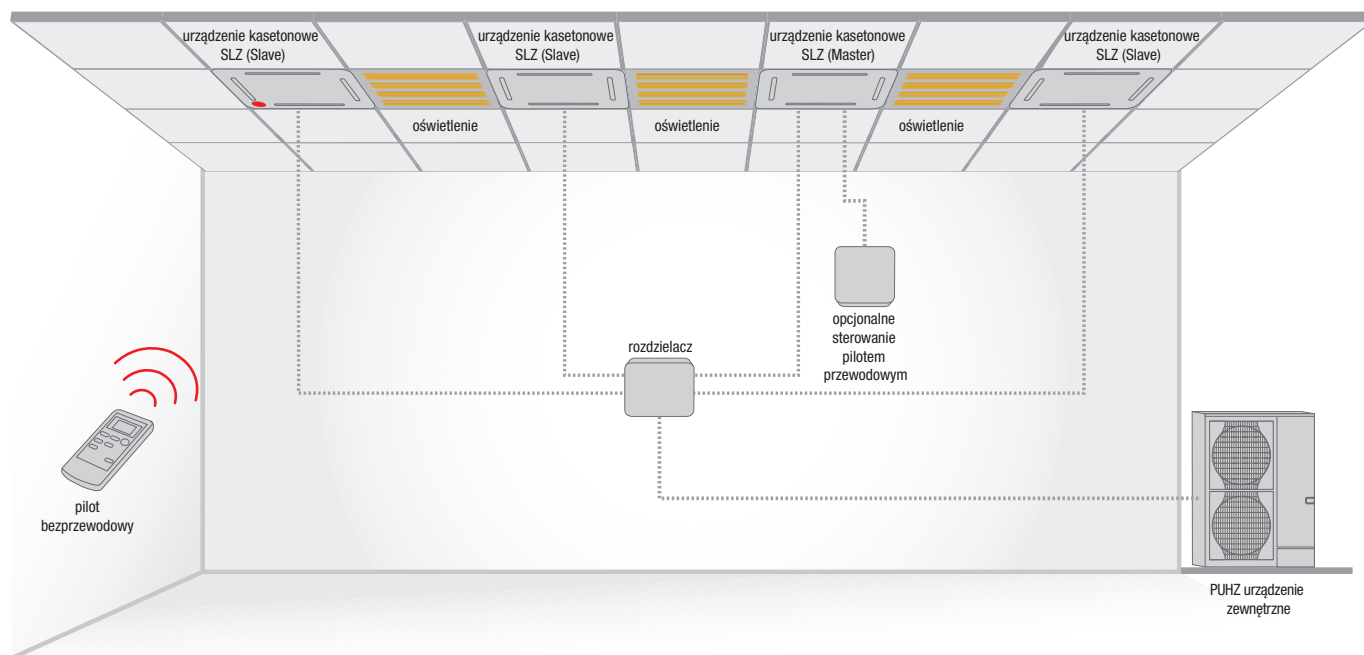 urządzenie kasetonowe
SLZ (Slave)
urządzenie kasetonowe
SLZ (Slave)
urządzenie kasetonowe
SLZ (Master)
urządzenie kasetonowe
SLZ (Slave)
oświetlenie
oświetlenie
oświetlenie
opcjonalne
sterowanie
pilotem
przewodowym
rozdzielacz
pilot
bezprzewodowy
PUHZ urządzenie
zewnętrzne